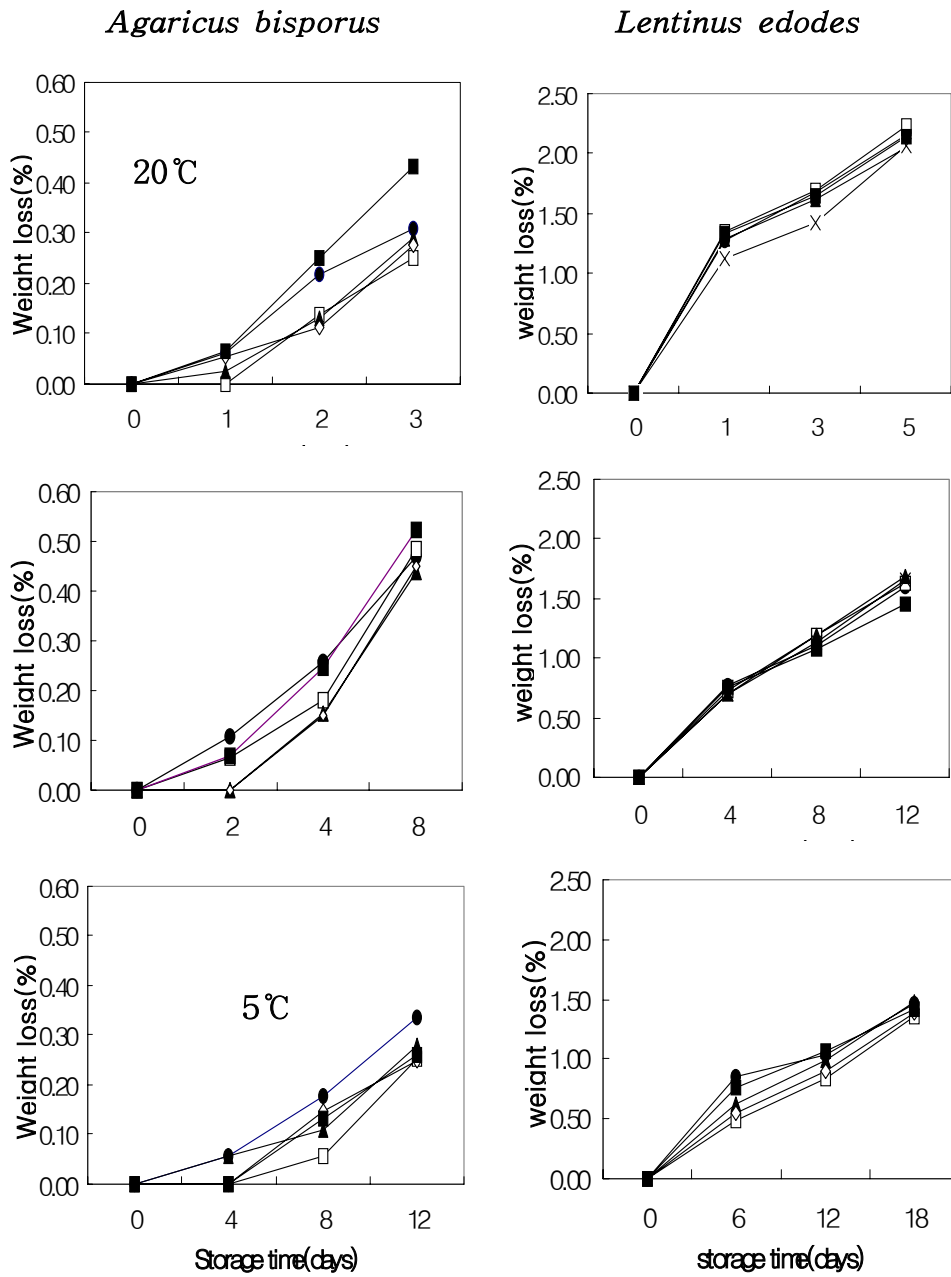 Agaricus bisporus
Lentinus edodes
0.60
0.50
0.40
0.30
0.20
0.10
0.00
Weight loss(%)
20℃
0 1 2 3
2.50
2.00
1.50
1.00
0.50
0.00
weight loss(%)
0 1 3 5
0.60
0.50
0.40
0.30
0.20
0.10
0.00
Weight loss(%)
0 2 4 8
2.50
2.00
1.50
1.00
0.50
0.00
weight loss(%)
0 4 8 12
0.60
0.50
0.40
0.30
0.20
0.10
0.00
Weight loss(%)
5℃
0 4 8 12
Storage time(days)
2.50
2.00
1.50
1.00
0.50
0.00
weight loss(%)
0 6 12 18
storage time(days)